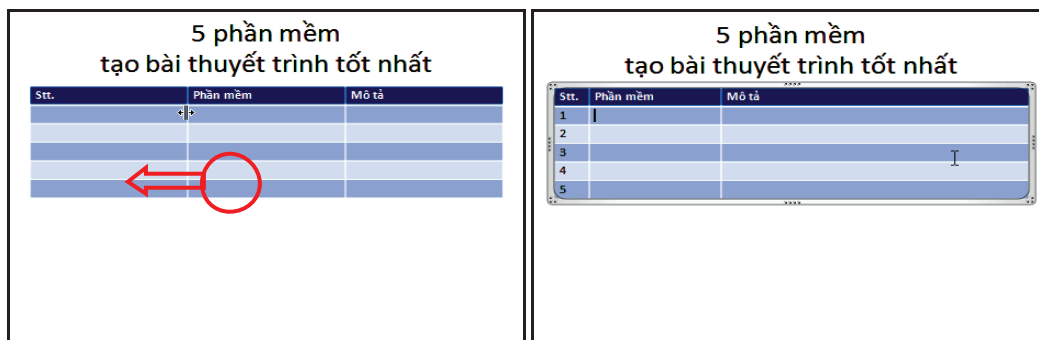 5 phần mềm
tạo bài thuyết trình tốt nhất
Stt. Phần mềm Mô tả
5 phần mềm
tạo bài thuyết trình tốt nhất
Stt. Phần mềm Mô tả
1
2
3
4
5